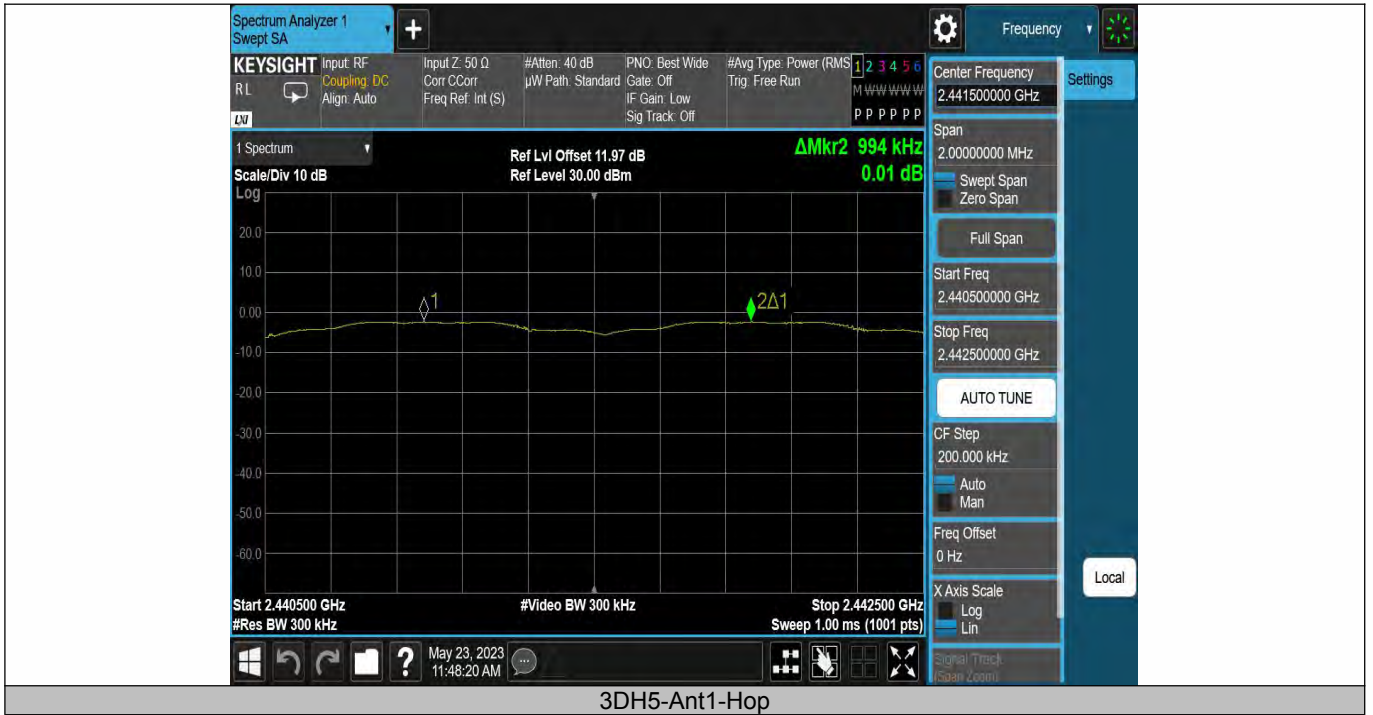 Spectrum Analyzer 1
Swept SA
+
Frequency
KEYSIGHT
R L
LXI
Input: RF
Coupling: DC
Align: Auto
Input Z: 50 Ω
Corr CCorr
Freq Ref: Int (S)
#Atten: 40 dB
µW Path: Standard
PNO: Best Wide
Gate: Off
IF Gain: Low
Sig Track: Off
#Avg Type: Power (RMS
Trig: Free Run
1 2 3 4 5 6
M W W W W W
P P P P P P
Center Frequency
2.441500000 GHz
Settings
Span
2.00000000 MHz
Swept Span
Zero Span
Full Span
Start Freq
2.440500000 GHz
Stop Freq
2.442500000 GHz
AUTO TUNE
CF Step
200.000 kHz
Auto
Man
Freq Offset
0 Hz
X Axis Scale
Log
Lin
Signal Track
(Span Zoom)
Local
1 Spectrum
Scale/Div 10 dB
Log
Ref Lvl Offset 11.97 dB
Ref Level 30.00 dBm
ΔMkr2 994 kHz
0.01 dB
20.0
10.0
0.00
-10.0
-20.0
-30.0
-40.0
-50.0
-60.0
1
2Δ1
Start 2.440500 GHz
#Res BW 300 kHz
#Video BW 300 kHz
Stop 2.442500 GHz
Sweep 1.00 ms (1001 pts)
?
May 23, 2023
11:48:20 AM
3DH5-Ant1-Hop